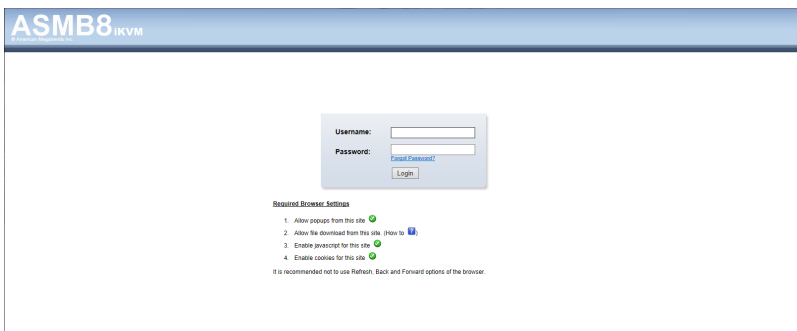 ASMB8 iKVM
© American Megatrends Inc.
Username:
Password:
Forgot Password?
Login
Required Browser Settings
1. Allow popups from this site
2. Allow file download from this site. (How to ?)
3. Enable javascript for this site
4. Enable cookies for this site
It is recommended not to use Refresh, Back and Forward options of the browser.